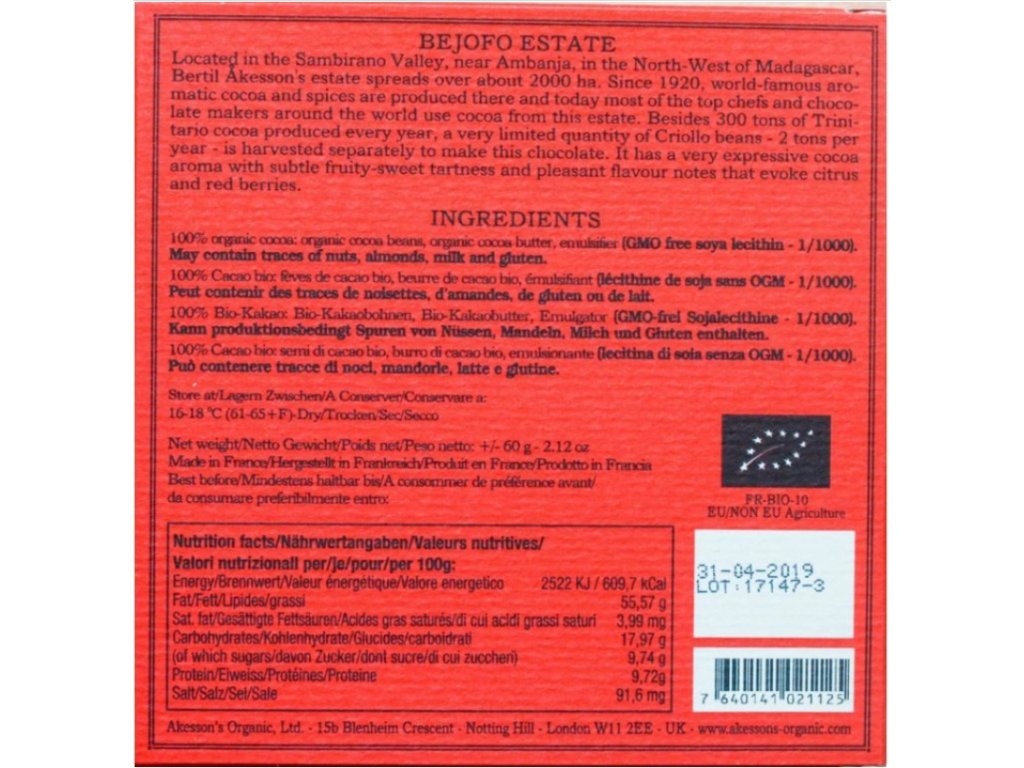 BEJOFO ESTATE
Located in the Sambirano Valley, near Ambanja, in the North-West of Madagascar,
Bertil Åkesson's estate spreads over about 2000 ha. Since 1920, world-famous aro-
matic cocoa and spices are produced there and today most of the top chefs and choco-
late makers around the world use cocoa from this estate. Besides 300 tons of Trini-
tario cocoa produced every year, a very limited quantity of Criollo beans - 2 tons per
year - is harvested separately to make this chocolate. It has a very expressive cocoa
aroma with subtle fruity-sweet tartness and pleasant flavour notes that evoke citrus
and red berries.
INGREDIENTS
100% organic cocoa: organic cocoa beans, organic cocoa butter, emulsifier (GMO free soya lecithin - 1/1000).
May contain traces of nuts, almonds, milk and gluten.
100% Cacao bio: fèves de cacao bio, beurre de cacao bio, émulsifiant (lécithine de soja sans OGM - 1/1000).
Peut contenir des traces de noisettes, d'amandes, de gluten ou de lait.
100% Bio-Kakao: Bio-Kakaobohnen, Bio-Kakaobutter, Emulgator (GMO-frei Sojalecithine - 1/1000).
Kann produktionsbedingt Spuren von Nüssen, Mandeln, Milch und Gluten enthalten.
100% Cacao bio: semi di cacao bio, burro di cacao bio, emulsionante (lecitina di soia senza OGM - 1/1000).
Può contenere tracce di noci, mandorle, latte e glutine.
Store at/Lagern Zwischen/A Conserver/Conservare a:
16-18 °C (61-65+F)-Dry/Trocken/Sec/Secco
Net weight/Netto Gewicht/Poids net/Peso netto: +/- 60 g - 2.12 oz
Made in France/Hergestellt in Frankreich/Produit en France/Prodotto in Francia
Best before/Mindestens haltbar bis/A consommer de préférence avant/
da consumare preferibilmente entro:
FR-BIO-10
EU/NON EU Agriculture
Nutrition facts/Nährwertangaben/Valeurs nutritives/
Valori nutrizionali per/je/pour/per 100g:
Energy/Brennwert/Valeur énergétique/Valore energetico 2522 KJ / 609,7 kCal
Fat/Fett/Lipides/grassi 55,57 g
Sat. fat/Gesättigte Fettsäuren/Acides gras saturés/di cui acidi grassi saturi 3,99 mg
Carbohydrates/Kohlenhydrate/Glucides/carboidrati 17,97 g
(of which sugars/davon Zucker/dont sucre/di cui zuccheri) 9,74 g
Protein/Eiweiss/Protéines/Proteine 9,72g
Salt/Salz/Sel/Sale 91,6 mg
31-04-2019
LOT:17147-3
7 640141 021125
Akesson's Organic, Ltd. - 15b Blenheim Crescent - Notting Hill - London W11 2EE - UK - www.akessons-organic.com